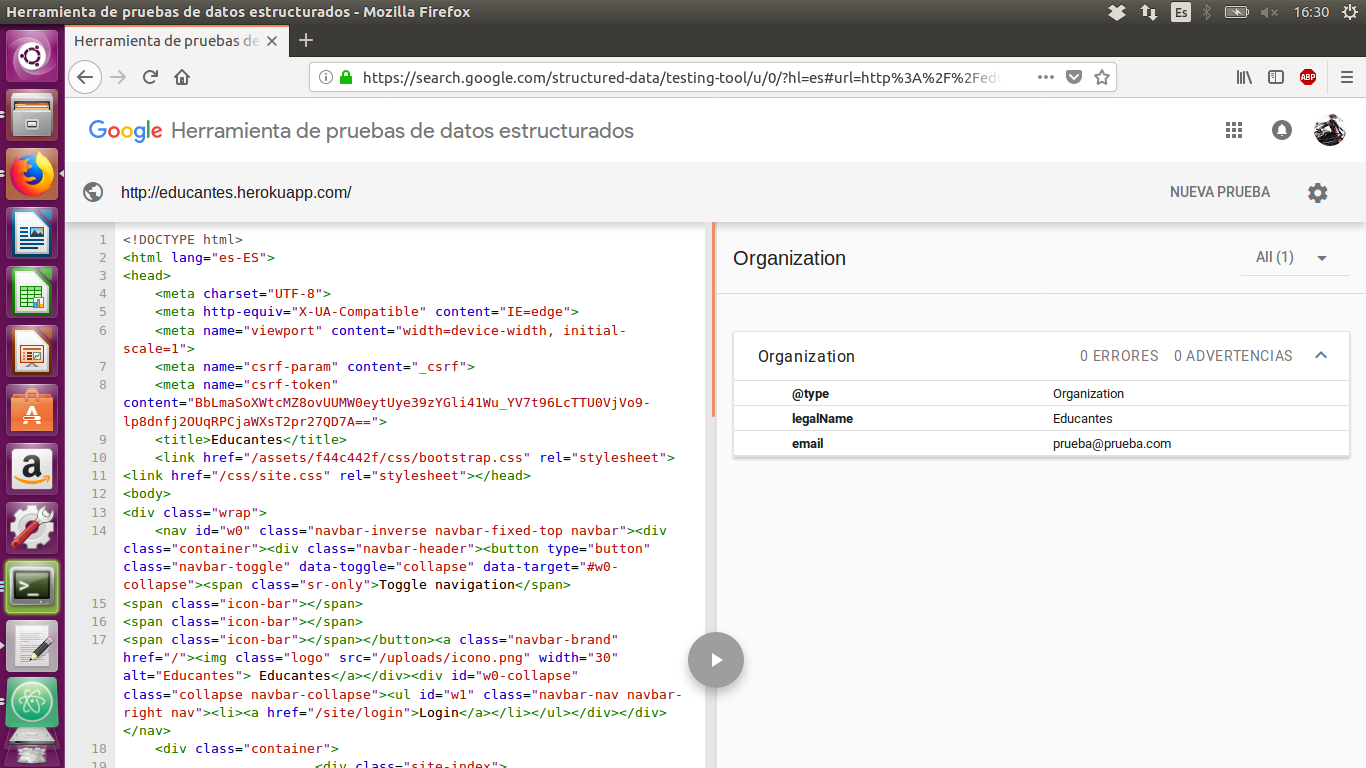 Herramienta de pruebas de datos estructurados - Mozilla Firefox
Es
16:30
Herramienta de pruebas de
https://search.google.com/structured-data/testing-tool/u/0/?hl=es#url=http%3A%2F%2Fedu
ABP
Google Herramienta de pruebas de datos estructurados
http://educantes.herokuapp.com/
NUEVA PRUEBA
1 <!DOCTYPE html>
2 <html lang="es-ES">
3 <head>
4 <meta charset="UTF-8">
5 <meta http-equiv="X-UA-Compatible" content="IE=edge">
6 <meta name="viewport" content="width=device-width, initial-
scale=1">
7 <meta name="csrf-param" content="_csrf">
8 <meta name="csrf-token"
content="BbLmaSoXWtcMZ8ovUUMW0eytUye39zYGli41Wu_YV7t96LcTTU0VjVo9-
lp8dnfj2OUqRPCjaWXsT2pr27QD7A==">
9 <title>Educantes</title>
10 <link href="/assets/f44c442f/css/bootstrap.css" rel="stylesheet">
11 <link href="/css/site.css" rel="stylesheet"></head>
12 <body>
13 <div class="wrap">
14 <nav id="w0" class="navbar-inverse navbar-fixed-top navbar"><div
class="container"><div class="navbar-header"><button type="button"
class="navbar-toggle" data-toggle="collapse" data-target="#w0-
collapse"><span class="sr-only">Toggle navigation</span>
15 <span class="icon-bar"></span>
16 <span class="icon-bar"></span>
17 <span class="icon-bar"></span></button><a class="navbar-brand"
href="/"><img class="logo" src="/uploads/icono.png" width="30"
alt="Educantes"> Educantes</a></div><div id="w0-collapse"
class="collapse navbar-collapse"><ul id="w1" class="navbar-nav navbar-
right nav"><li><a href="/site/login">Login</a></li></ul></div></div>
</nav>
18 <div class="container">
19 <div class="site-index">
Organization
All (1)
Organization
0 ERRORES 0 ADVERTENCIAS
@type Organization
legalName Educantes
email prueba@prueba.com